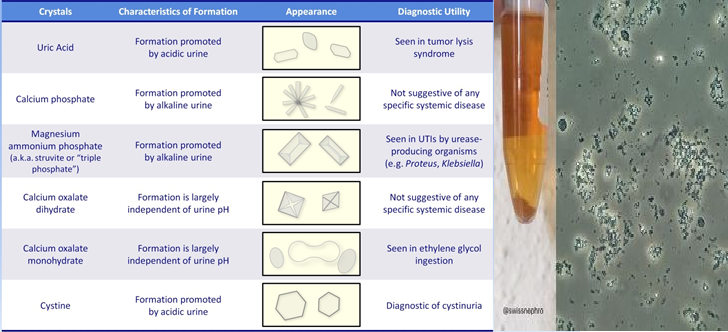 Crystals Characteristics of Formation Appearance Diagnostic Utility
Uric Acid
Formation promoted
by acidic urine
Seen in tumor lysis
syndrome
Calcium phosphate
Formation promoted
by alkaline urine
Not suggestive of any
specific systemic disease
Magnesium
ammonium phosphate
(a.k.a. struvite or “triple
phosphate”)
Formation promoted
by alkaline urine
Seen in UTIs by urease-
producing organisms
(e.g. Proteus, Klebsiella)
Calcium oxalate
dihydrate
Formation is largely
independent of urine pH
Not suggestive of any
specific systemic disease
Calcium oxalate
monohydrate
Formation is largely
independent of urine pH
Seen in ethylene glycol
ingestion
Cystine
Formation promoted
by acidic urine
Diagnostic of cystinuria
@swissnephro